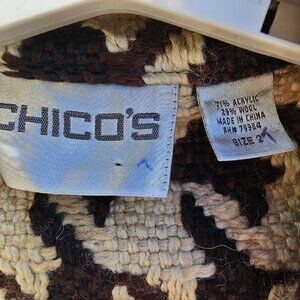 CHICO'S
71% ACRYLIC
29% WOOL
MADE IN CHINA
RN# 79984
SIZE 2